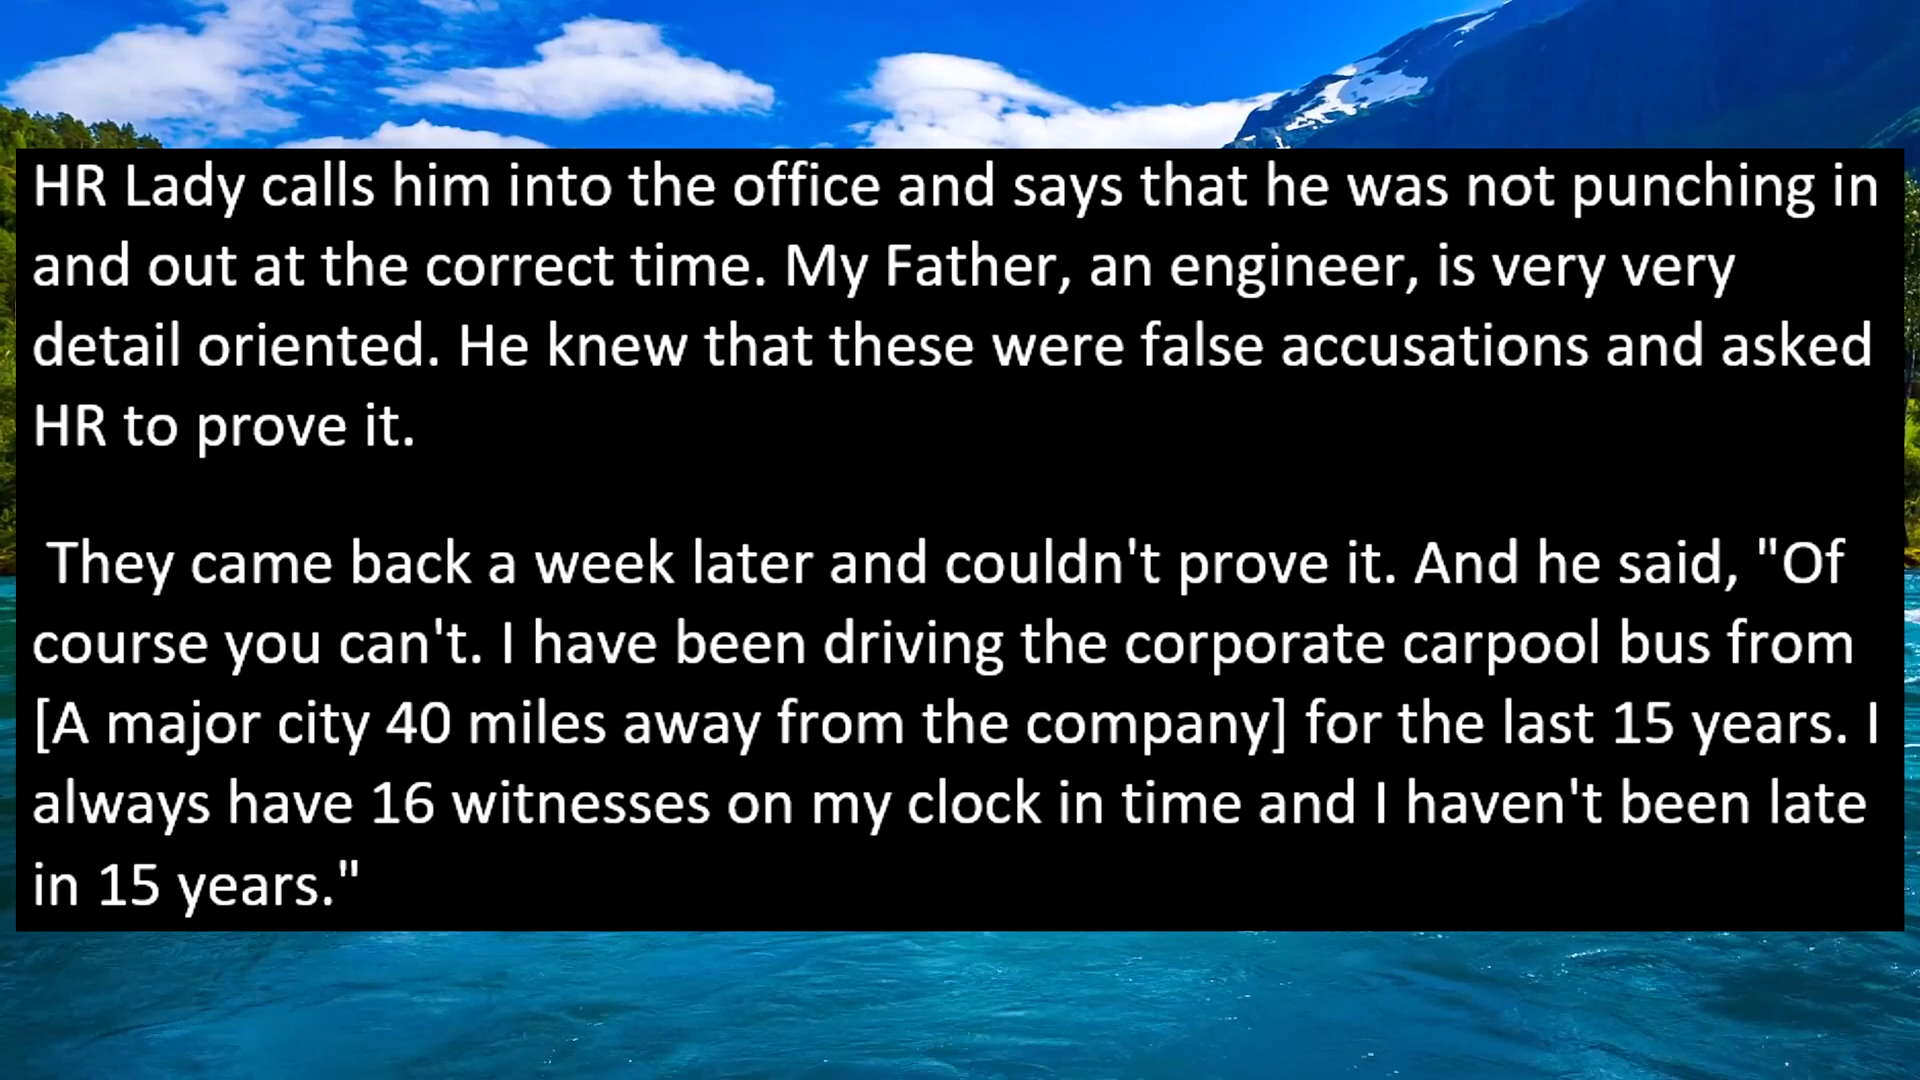 HR Lady calls him into the office and says that he was not punching in
and out at the correct time. My Father, an engineer, is very very
detail oriented. He knew that these were false accusations and asked
HR to prove it.
They came back a week later and couldn't prove it. And he said, "Of
course you can't. I have been driving the corporate carpool bus from
[A major city 40 miles away from the company] for the last 15 years. I
always have 16 witnesses on my clock in time and I haven't been late
in 15 years."